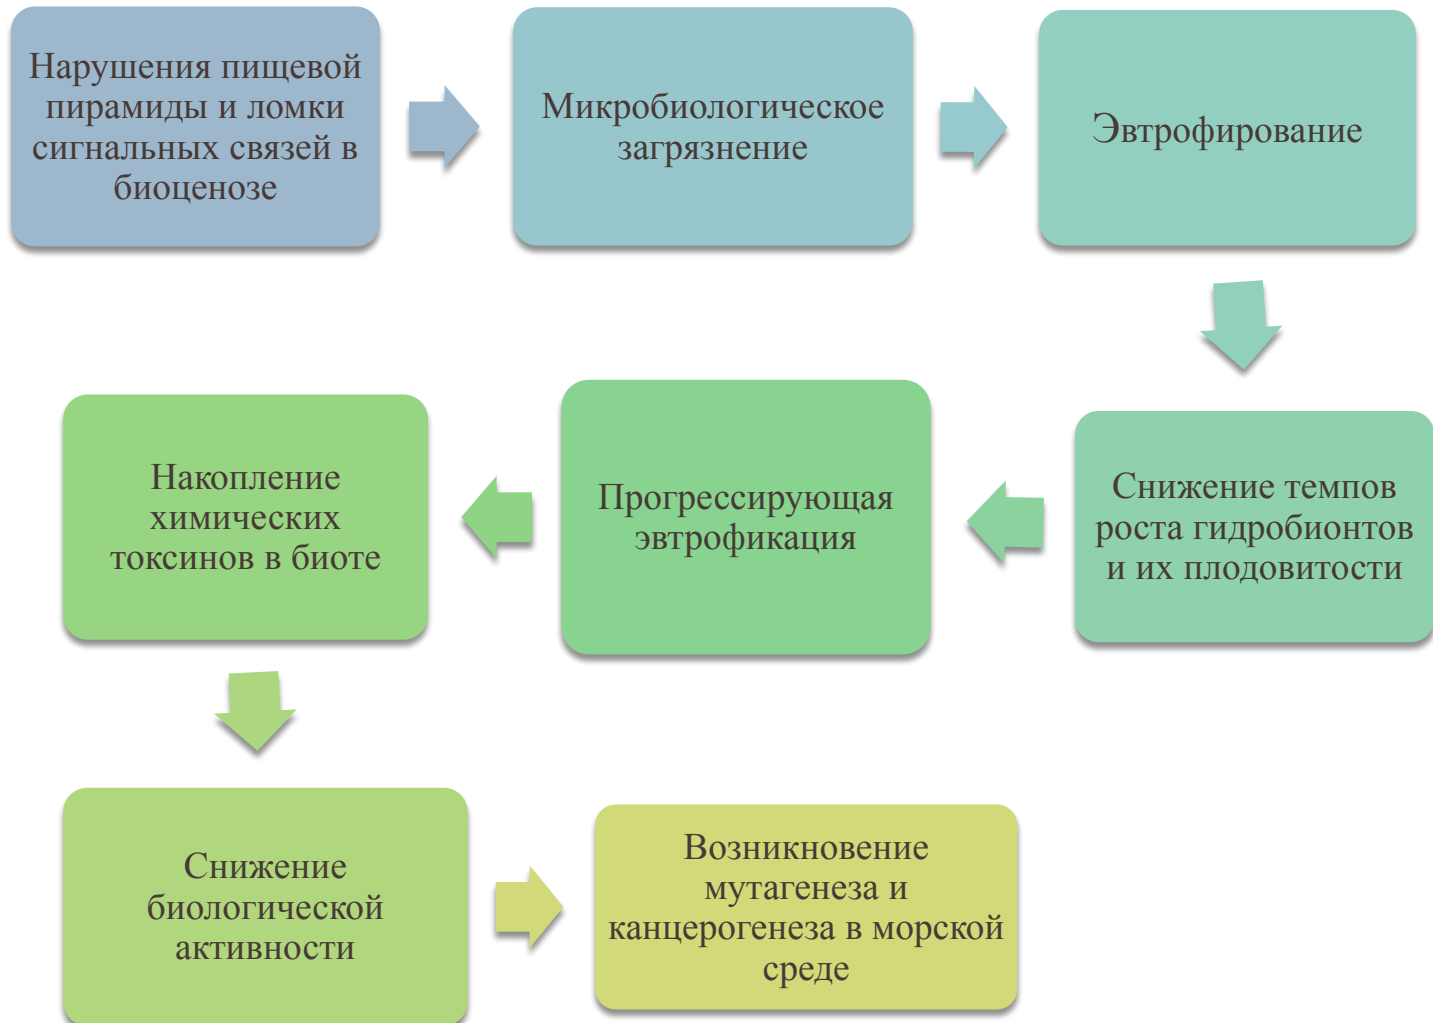 Нарушения пищевой
пирамиды и ломки
сигнальных связей в
биоценозе
Микробиологическое
загрязнение
Эвтрофирование
Снижение темпов
роста гидробионтов
и их плодовитости
Прогрессирующая
эвтрофикация
Накопление
химических
токсинов в биоте
Снижение
биологической
активности
Возникновение
мутагенеза и
канцерогенеза в морской
среде